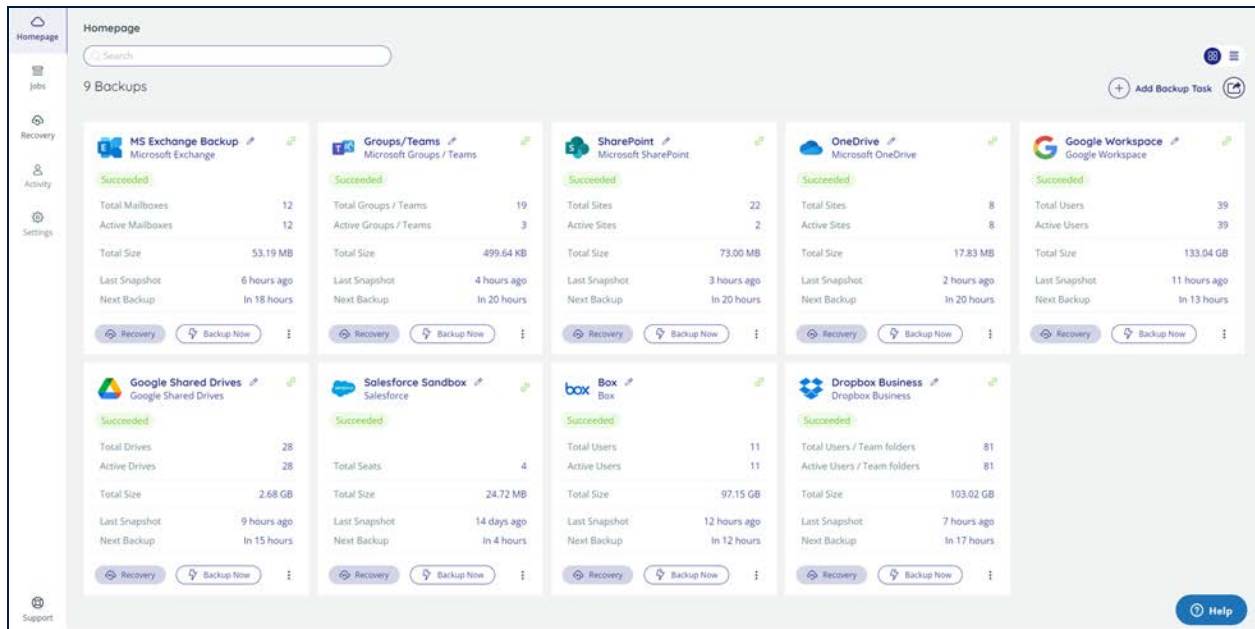 Homepage
Homepage
Search
Jobs
9 Backups
Add Backup Task
Recovery
Activity
Settings
MS Exchange Backup
Microsoft Exchange
Succeeded
Total Mailboxes 12
Active Mailboxes 12
Total Size 53.19 MB
Last Snapshot 6 hours ago
Next Backup In 18 hours
Recovery Backup Now
Groups/Teams
Microsoft Groups / Teams
Succeeded
Total Groups / Teams 19
Active Groups / Teams 3
Total Size 499.64 KB
Last Snapshot 4 hours ago
Next Backup In 20 hours
Recovery Backup Now
SharePoint
Microsoft SharePoint
Succeeded
Total Sites 22
Active Sites 2
Total Size 73.00 MB
Last Snapshot 3 hours ago
Next Backup In 20 hours
Recovery Backup Now
OneDrive
Microsoft OneDrive
Succeeded
Total Sites 8
Active Sites 8
Total Size 17.83 MB
Last Snapshot 2 hours ago
Next Backup In 20 hours
Recovery Backup Now
Google Workspace
Google Workspace
Succeeded
Total Users 39
Active Users 39
Total Size 133.04 GB
Last Snapshot 11 hours ago
Next Backup In 13 hours
Recovery Backup Now
Google Shared Drives
Google Shared Drives
Succeeded
Total Drives 28
Active Drives 28
Total Size 2.68 GB
Last Snapshot 9 hours ago
Next Backup In 15 hours
Recovery Backup Now
Salesforce Sandbox
Salesforce
Succeeded
Total Seats 4
Total Size 24.72 MB
Last Snapshot 14 days ago
Next Backup In 4 hours
Recovery Backup Now
box Box
Box
Succeeded
Total Users 11
Active Users 11
Total Size 97.15 GB
Last Snapshot 12 hours ago
Next Backup In 12 hours
Recovery Backup Now
Dropbox Business
Dropbox Business
Succeeded
Total Users / Team folders 81
Active Users / Team folders 81
Total Size 103.02 GB
Last Snapshot 7 hours ago
Next Backup In 17 hours
Recovery Backup Now
Support
Help